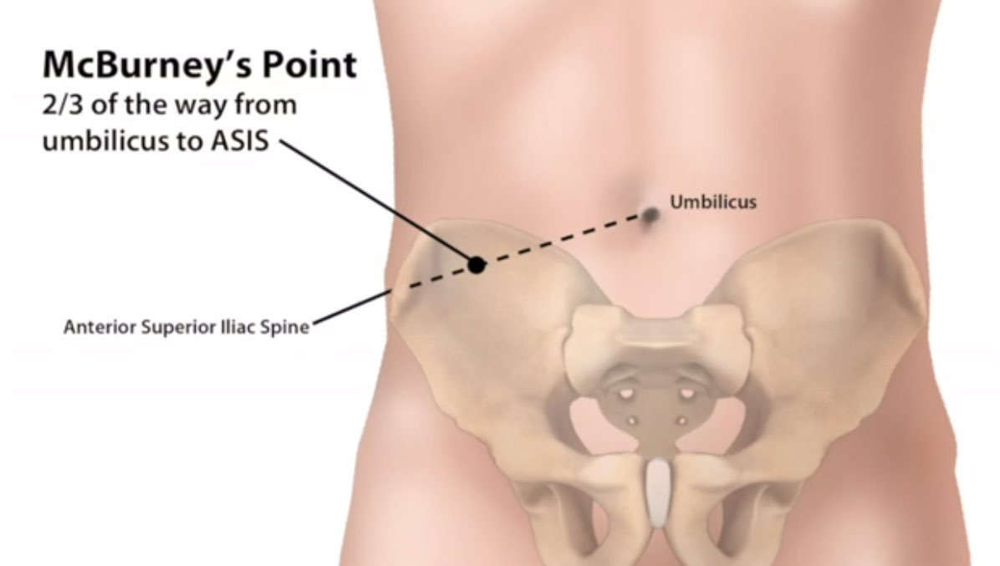 McBurney’s Point
2/3 of the way from
umbilicus to ASIS
Umbilicus
Anterior Superior Iliac Spine